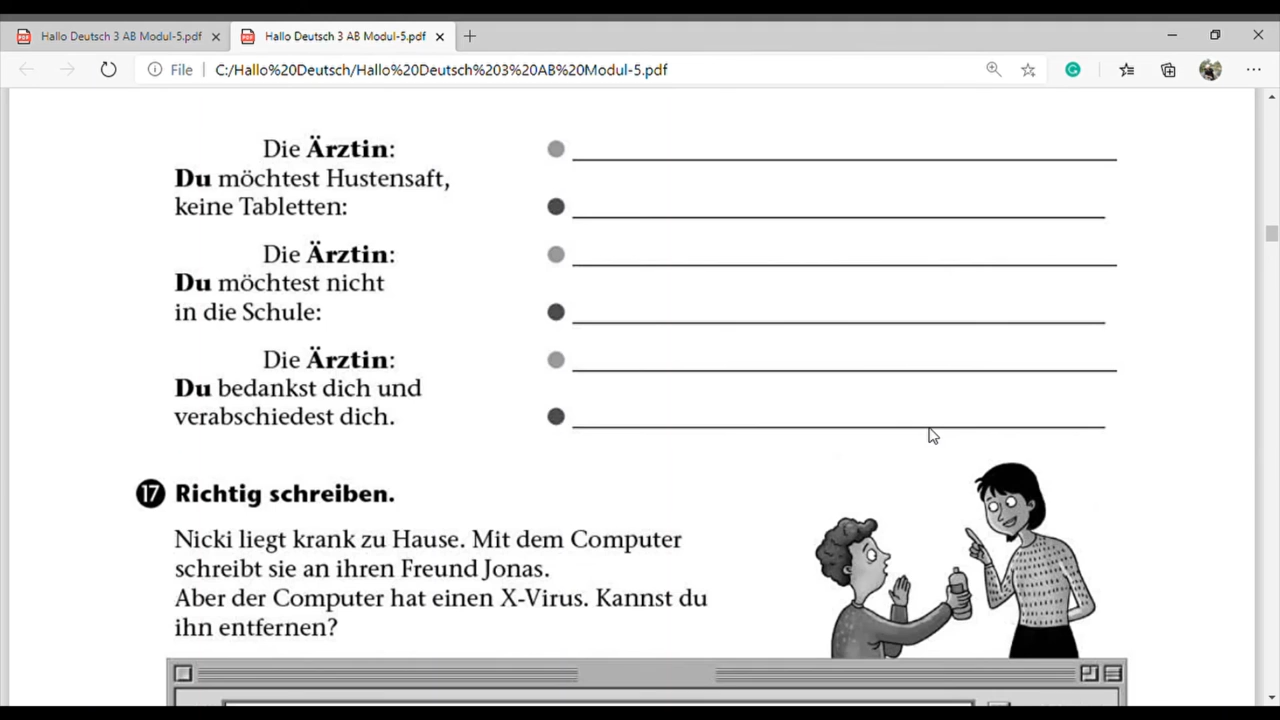 Hallo Deutsch 3 AB Modul-5.pdf
Hallo Deutsch 3 AB Modul-5.pdf
File
C:/Hallo%20Deutsch/Hallo%20Deutsch%203%20AB%20Modul-5.pdf
Die Ärztin:
Du möchtest Hustensaft,
keine Tabletten:
Die Ärztin:
Du möchtest nicht
in die Schule:
Die Ärztin:
Du bedankst dich und
verabschiedest dich.
17 Richtig schreiben.
Nicki liegt krank zu Hause. Mit dem Computer
schreibt sie an ihren Freund Jonas.
Aber der Computer hat einen X-Virus. Kannst du
ihn entfernen?